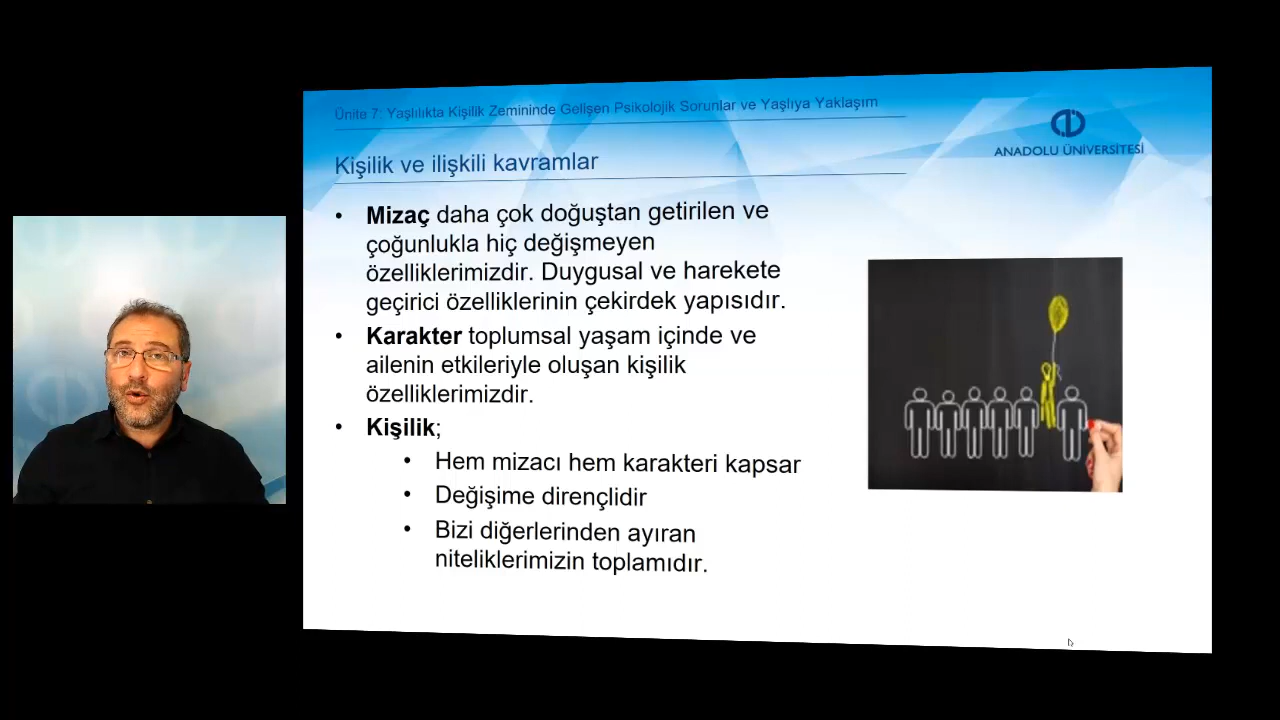 Ünite 7: Yaşlılıkta Kişilik Zemininde Gelişen Psikolojik Sorunlar ve Yaşlıya Yaklaşım
ANADOLU ÜNİVERSİTESİ
Kişilik ve ilişkili kavramlar
• Mizaç daha çok doğuştan getirilen ve
çoğunlukla hiç değişmeyen
özelliklerimizdir. Duygusal ve harekete
geçirici özelliklerinin çekirdek yapısıdır.
• Karakter toplumsal yaşam içinde ve
ailenin etkileriyle oluşan kişilik
özelliklerimizdir.
• Kişilik;
• Hem mizacı hem karakteri kapsar
• Değişime dirençlidir
• Bizi diğerlerinden ayıran
niteliklerimizin toplamıdır.